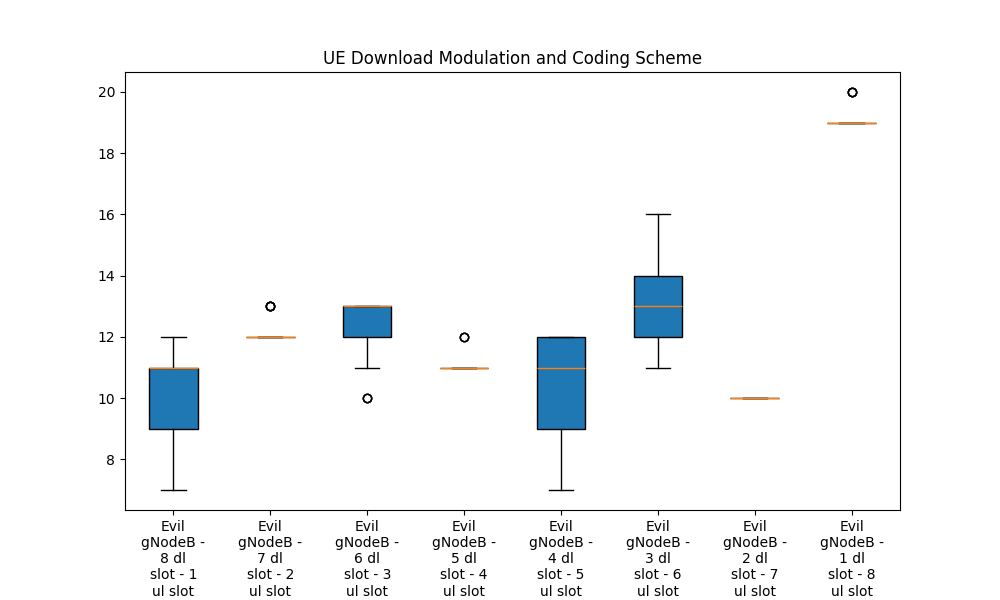 UE Download Modulation and Coding Scheme
20
18
16
14
12
10
8
Evil
gNodeB -
8 dl
slot - 1
ul slot
Evil
gNodeB -
7 dl
slot - 2
ul slot
Evil
gNodeB -
6 dl
slot - 3
ul slot
Evil
gNodeB -
5 dl
slot - 4
ul slot
Evil
gNodeB -
4 dl
slot - 5
ul slot
Evil
gNodeB -
3 dl
slot - 6
ul slot
Evil
gNodeB -
2 dl
slot - 7
ul slot
Evil
gNodeB -
1 dl
slot - 8
ul slot